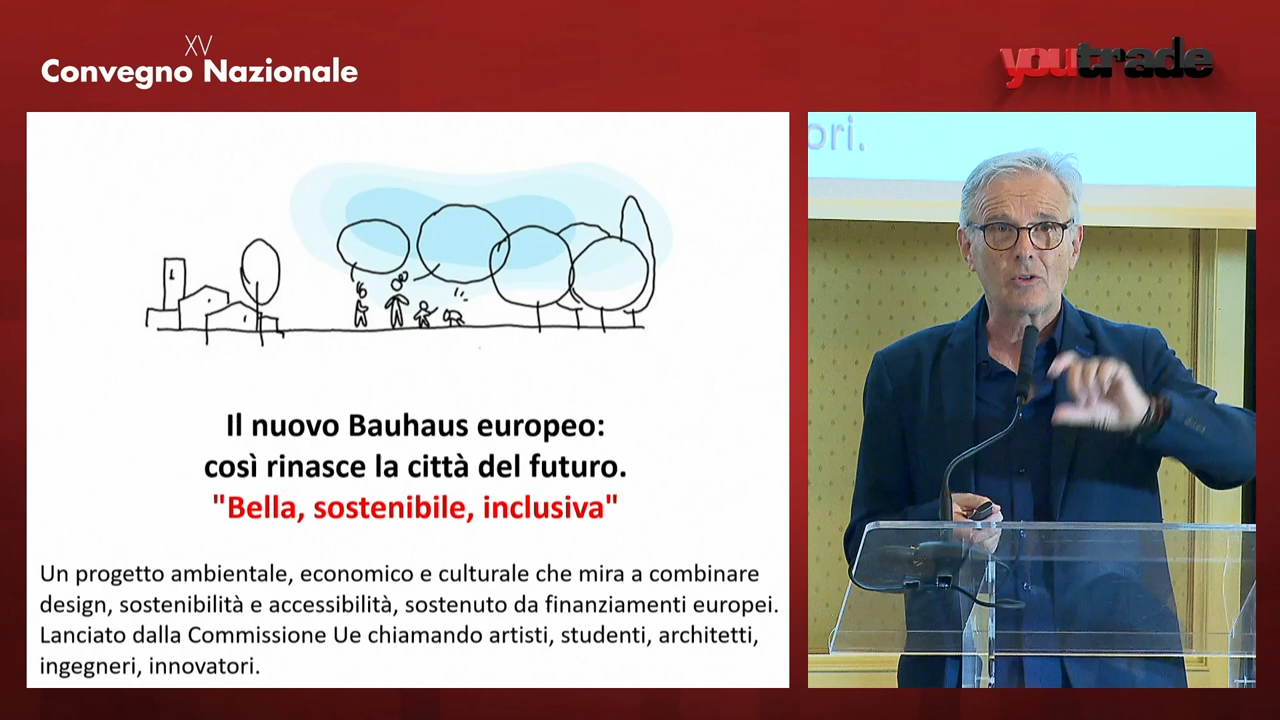 XV
Convegno Nazionale
youtrade
ori.
Il nuovo Bauhaus europeo:
così rinasce la città del futuro.
"Bella, sostenibile, inclusiva"
Un progetto ambientale, economico e culturale che mira a combinare
design, sostenibilità e accessibilità, sostenuto da finanziamenti europei.
Lanciato dalla Commissione Ue chiamando artisti, studenti, architetti,
ingegneri, innovatori.